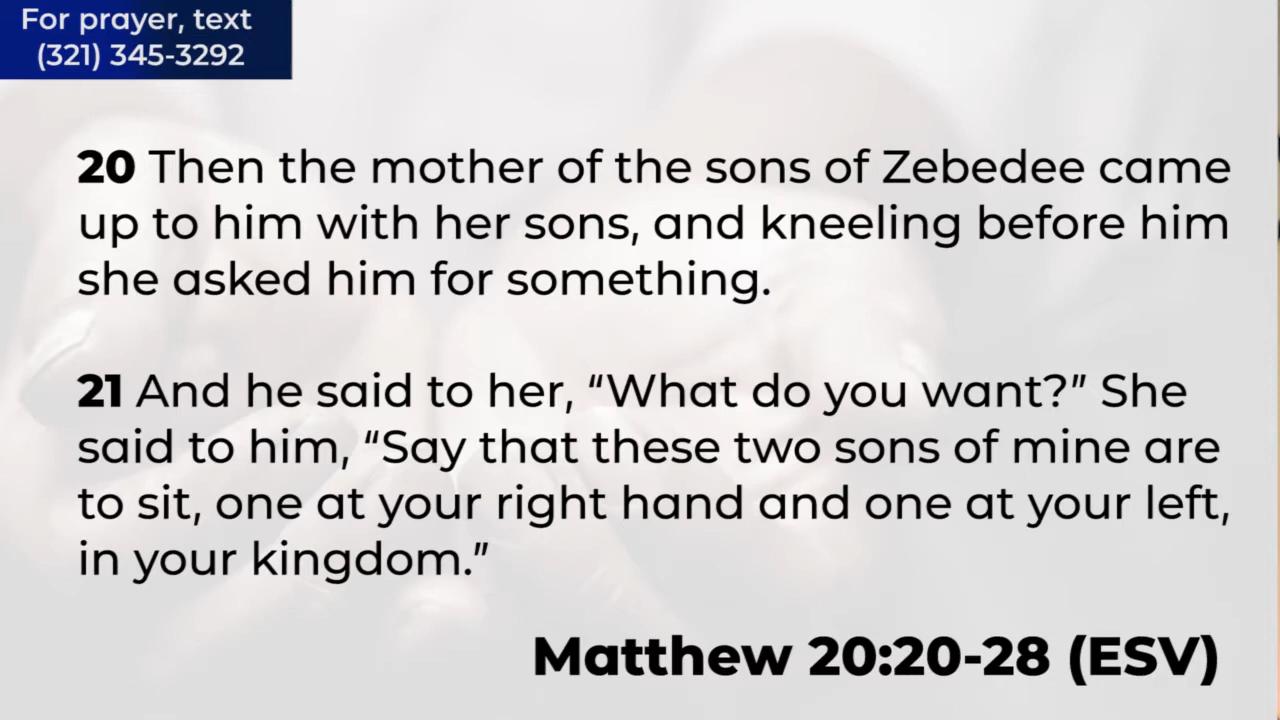 For prayer, text
(321) 345-3292
20 Then the mother of the sons of Zebedee came
up to him with her sons, and kneeling before him
she asked him for something.
21 And he said to her, “What do you want?” She
said to him, “Say that these two sons of mine are
to sit, one at your right hand and one at your left,
in your kingdom.”
Matthew 20:20-28 (ESV)